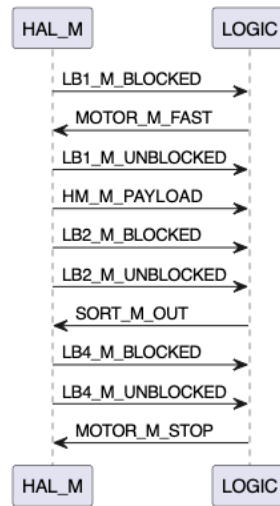 HAL_M LOGIC
LB1_M_BLOCKED
MOTOR_M_FAST
LB1_M_UNBLOCKED
HM_M_PAYLOAD
LB2_M_BLOCKED
LB2_M_UNBLOCKED
SORT_M_OUT
LB4_M_BLOCKED
LB4_M_UNBLOCKED
MOTOR_M_STOP
HAL_M LOGIC